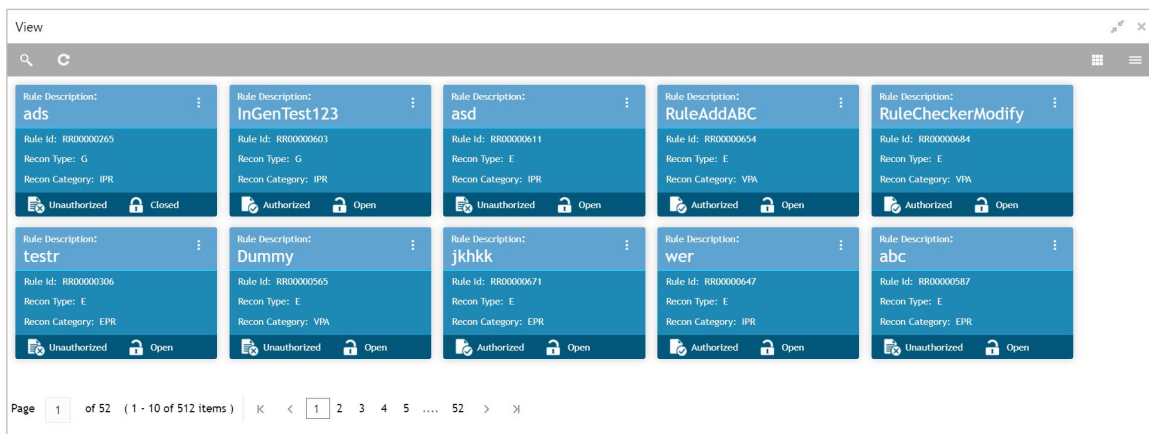 View
Rule Description:
ads
Rule Id: RR00000265
Recon Type: G
Recon Category: IPR
Unauthorized Closed
Rule Description:
InGenTest123
Rule Id: RR00000603
Recon Type: G
Recon Category: IPR
Authorized Open
Rule Description:
asd
Rule Id: RR00000611
Recon Type: E
Recon Category: IPR
Unauthorized Open
Rule Description:
RuleAddABC
Rule Id: RR00000654
Recon Type: E
Recon Category: VPA
Authorized Open
Rule Description:
RuleCheckerModify
Rule Id: RR00000684
Recon Type: E
Recon Category: VPA
Authorized Open
Rule Description:
testr
Rule Id: RR00000306
Recon Type: E
Recon Category: EPR
Unauthorized Open
Rule Description:
Dummy
Rule Id: RR00000565
Recon Type: E
Recon Category: VPA
Unauthorized Open
Rule Description:
jkhkk
Rule Id: RR00000671
Recon Type: E
Recon Category: EPR
Authorized Open
Rule Description:
wer
Rule Id: RR00000647
Recon Type: E
Recon Category: IPR
Authorized Open
Rule Description:
abc
Rule Id: RR00000587
Recon Type: E
Recon Category: EPR
Unauthorized Open
Page 1 of 52 ( 1 - 10 of 512 items ) 1 2 3 4 5 .... 52